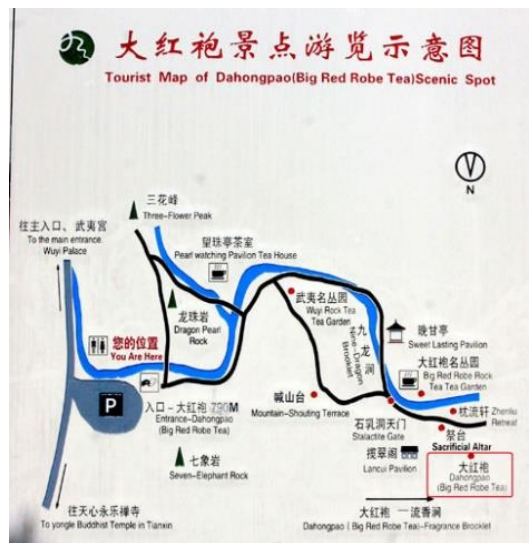 大红袍景点游览示意图
Tourist Map of Dahongpao(Big Red Robe Tea)Scenic Spot
N
三花峰
Three-Flower Peak
往主入口、武夷宫
To the main entrance
Wuyi Palace
望珠亭茶室
Pearl watching Pavilion Tea House
龙珠岩
Dragon Pearl
Rock
武夷名丛园
Wuyi Rock Tea
Tea Garden
九龙涧
Nine-Dragon
Brooklet
晚甘亭
Sweet Lasting Pavilion
您的位置
You Are Here
大红袍名丛园
Big Red Robe Rock
Tea Tea Garden
P
入口-大红袍 790M
Entrance-Dahongpao
(Big Red Robe Tea)
喊山台
Mountain-Shouting Terrace
石乳洞天门
Stalactite Gate
枕流轩 Zhenliu
Retreat
祭台
Sacrificial Altar
揽翠阁
Lancui Pavilion
七象岩
Seven-Elephant Rock
大红袍
Dahongpao
(Big Red Robe Tea)
往天心永乐禅寺
To yongle Buddhist Temple in Tianxin
大红袍 一流香涧
Dahongpao ( Big Red Robe Tea)-Fragrance Brooklet